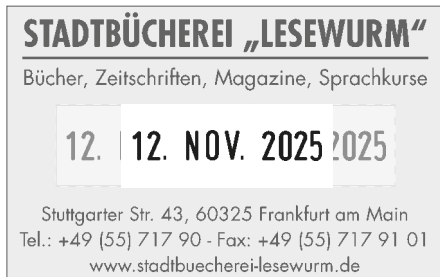 STADTBÜCHEREI „LESEWURM“
Bücher, Zeitschriften, Magazine, Sprachkurse
12. 12. NOV. 2025 2025
Stuttgarter Str. 43, 60325 Frankfurt am Main
Tel.: +49 (55) 717 90 - Fax: +49 (55) 717 91 01
www.stadtbuecherei-lesewurm.de